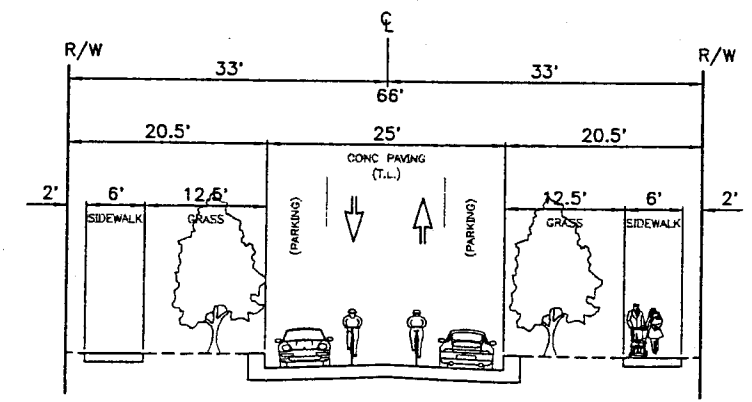 ℄
R/W
R/W
33'
33'
66'
20.5'
25'
20.5'
CONC PAVING
(T.L.)
2'
6'
12.5'
12.5'
6'
2'
SIDEWALK
GRASS
(PARKING)
(PARKING)
GRASS
SIDEWALK